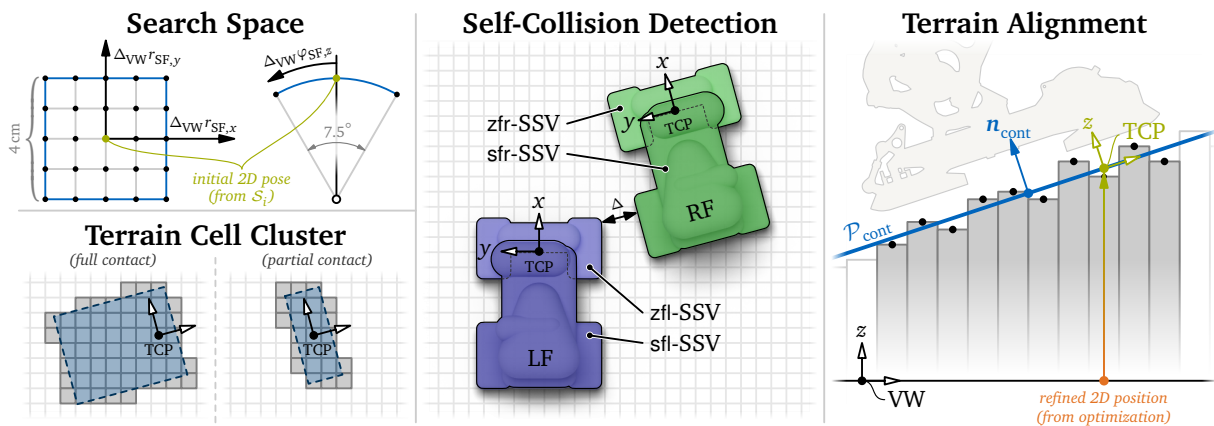 Search Space
Δ_VW r_SF,y
Δ_VW φ_SF,z
4 cm
Δ_VW r_SF,x
7.5°
initial 2D pose
(from S_i)
Terrain Cell Cluster
(full contact)
(partial contact)
TCP
TCP
Self-Collision Detection
x
y
TCP
zfr-SSV
sfr-SSV
RF
Δ
x
y
TCP
zfl-SSV
sfl-SSV
LF
Terrain Alignment
n_cont
z
TCP
P_cont
z
VW
refined 2D position
(from optimization)